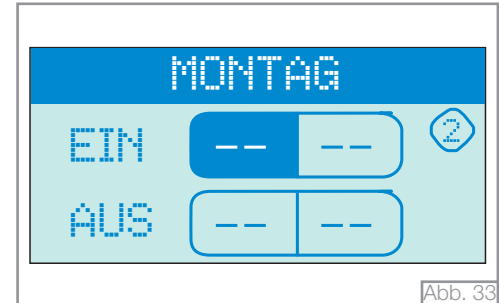 MONTAG
EIN -- -- 2
AUS -- --
Abb. 33